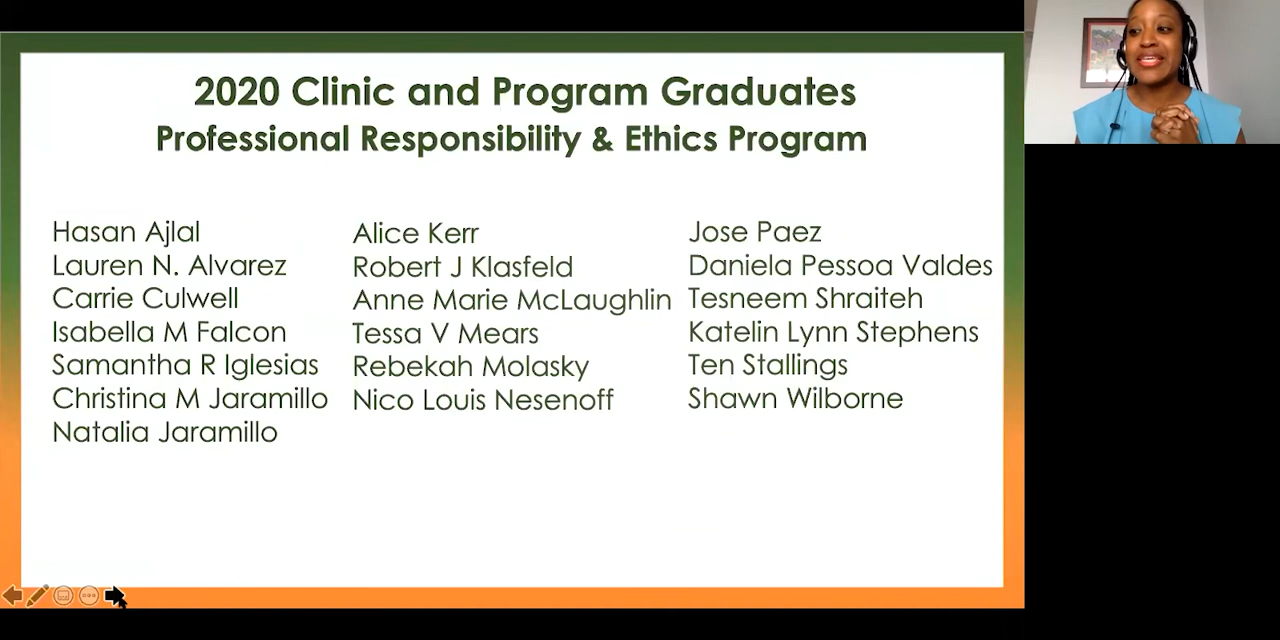 2020 Clinic and Program Graduates
Professional Responsibility & Ethics Program
Hasan Ajlal
Lauren N. Alvarez
Carrie Culwell
Isabella M Falcon
Samantha R Iglesias
Christina M Jaramillo
Natalia Jaramillo
Alice Kerr
Robert J Klasfeld
Anne Marie McLaughlin
Tessa V Mears
Rebekah Molasky
Nico Louis Nesenoff
Jose Paez
Daniela Pessoa Valdes
Tesneem Shraiteh
Katelin Lynn Stephens
Ten Stallings
Shawn Wilborne